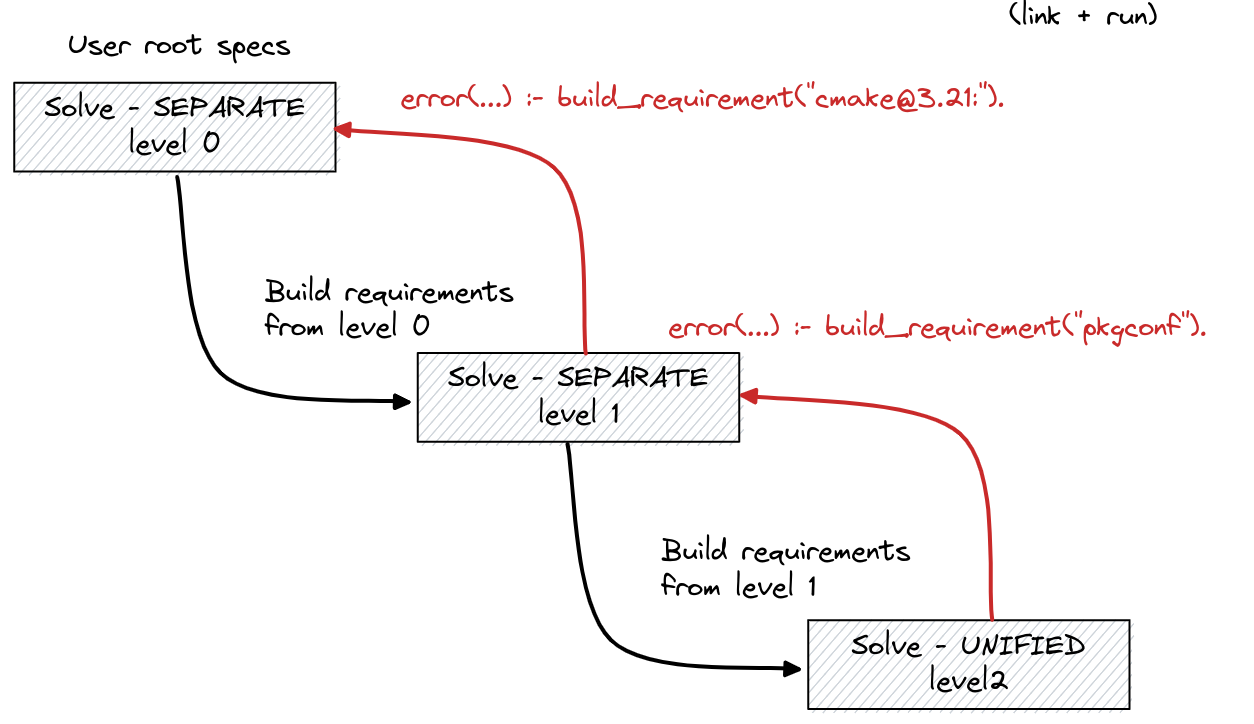 (link + run)
User root specs
Solve - SEPARATE
level 0
error(...) :- build_requirement("cmake@3.21:").
Build requirements
from level 0
error(...) :- build_requirement("pkgconf").
Solve - SEPARATE
level 1
Build requirements
from level 1
Solve - UNIFIED
level2